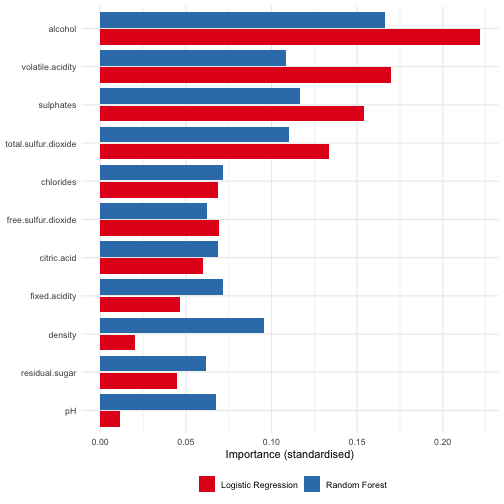 alcohol
volatile.acidity
sulphates
total.sulfur.dioxide
chlorides
free.sulfur.dioxide
citric.acid
fixed.acidity
density
residual.sugar
pH
0.00 0.05 0.10 0.15 0.20
Importance (standardised)
Logistic Regression Random Forest